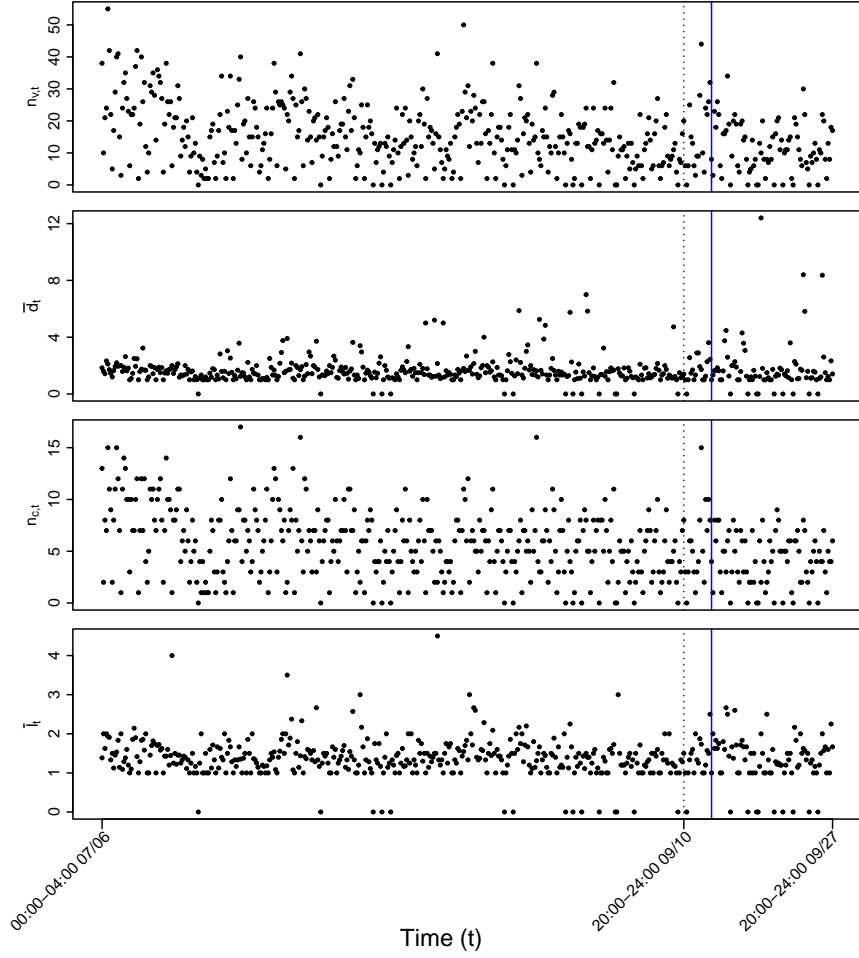 n_{v,t}
0 10 20 30 40 50
d̅_t
0 4 8 12
n_{c,t}
0 5 10 15
l̅_t
0 1 2 3 4
00:00−04:00 07/06
20:00−24:00 09/10
20:00−24:00 09/27
Time (t)